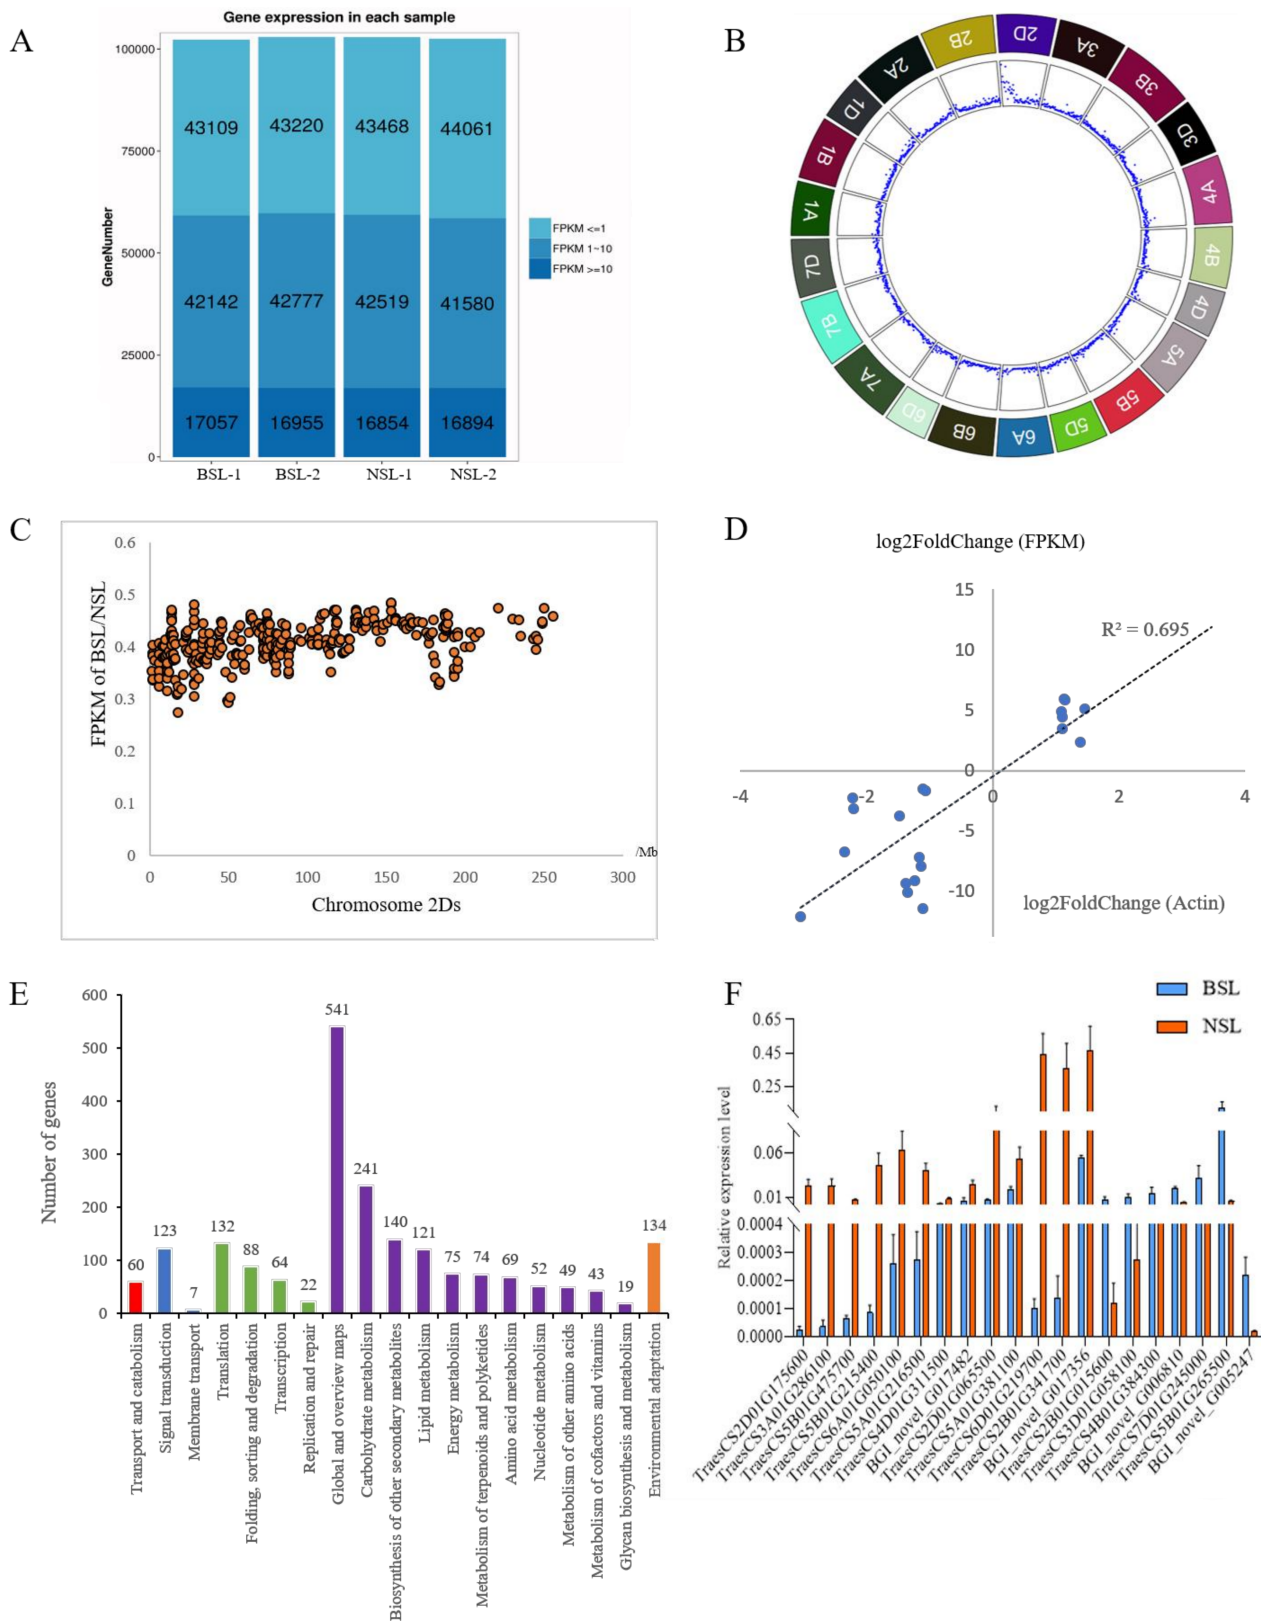 A
Gene expression in each sample
100000
75000
50000
25000
0
GeneNumber
43109
43220
43468
44061
42142
42777
42519
41580
17057
16955
16854
16894
BSL-1
BSL-2
NSL-1
NSL-2
FPKM <=1
FPKM 1~10
FPKM >=10
B
2D
3A
3B
3D
4A
4B
4D
5A
5B
5D
6A
6B
6D
7A
7B
7D
1A
1B
1D
2A
2B
C
FPKM of BSL/NSL
0.6
0.5
0.4
0.3
0.2
0.1
0
0
50
100
150
200
250
300
/Mb
Chromosome 2Ds
D
log2FoldChange (FPKM)
15
10
5
0
-5
-10
-4
-2
0
2
4
R² = 0.695
log2FoldChange (Actin)
E
Number of genes
600
500
400
300
200
100
0
60
123
7
132
88
64
22
541
241
140
121
75
74
69
52
49
43
19
134
Transport and catabolism
Signal transduction
Membrane transport
Translation
Folding, sorting and degradation
Transcription
Replication and repair
Global and overview maps
Carbohydrate metabolism
Biosynthesis of other secondary metabolites
Lipid metabolism
Energy metabolism
Metabolism of terpenoids and polyketides
Amino acid metabolism
Nucleotide metabolism
Metabolism of other amino acids
Metabolism of cofactors and vitamins
Glycan biosynthesis and metabolism
Environmental adaptation
F
BSL
NSL
Relative expression level
0.65
0.45
0.25
0.06
0.01
0.0004
0.0003
0.0002
0.0001
0.0000
TraesCS2D01G175600
TraesCS3A01G286100
TraesCS5B01G475700
TraesCS5B01G215400
TraesCS6A01G050100
TraesCS5A01G216500
TraesCS4D01G311500
BG1_novel_G017482
TraesCS2D01G065500
TraesCS5A01G381100
TraesCS6D01G219700
TraesCS2B01G341700
BG1_novel_G017356
TraesCS2B01G015600
TraesCS3D01G058100
TraesCS4B01G384300
BG1_novel_G006810
TraesCS7D01G245000
TraesCS5B01G265500
BG1_novel_G005247